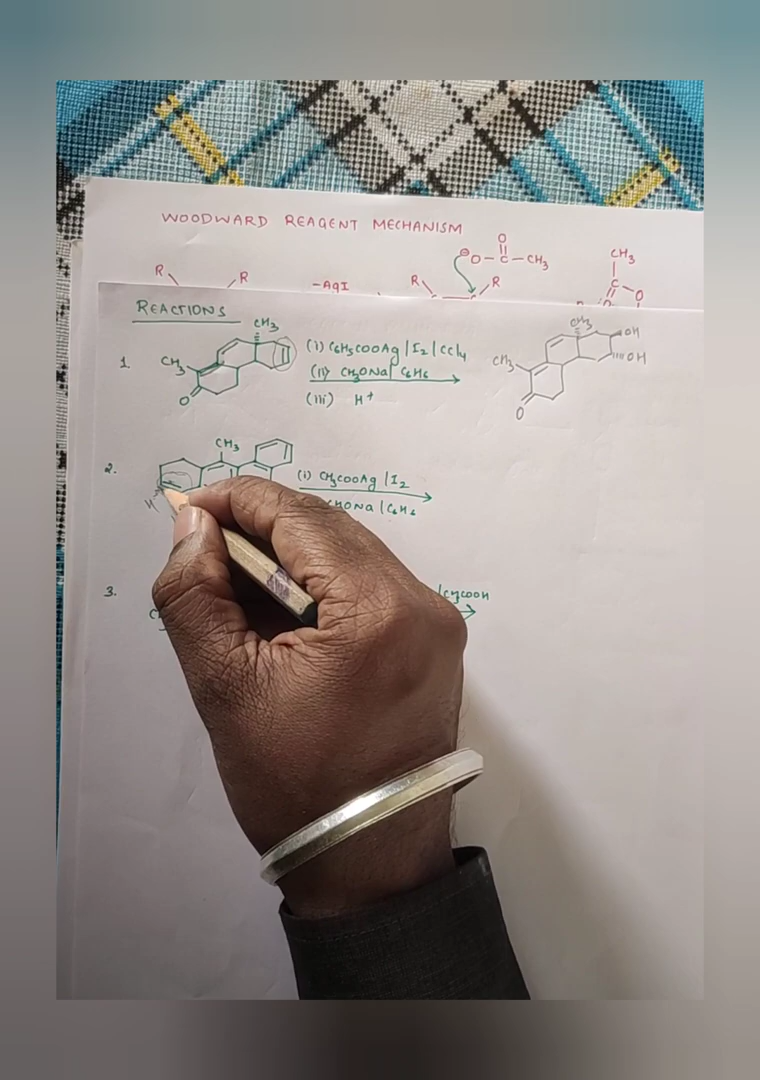 WOODWARD REAGENT MECHANISM
O
⊖O-C-CH3
CH3
R
R
-AgI
R
R
C
O
O
REACTIONS
1.
CH3
CH3
O
(i) C6H5COOAg | I2 | CCl4
(ii) CH3ONa | C6H6
(iii) H+
CH3
CH3
OH
OH
O
2.
CH3
H
(i) CH3COOAg | I2
ONa | C6H6
3.
| CH3COOH